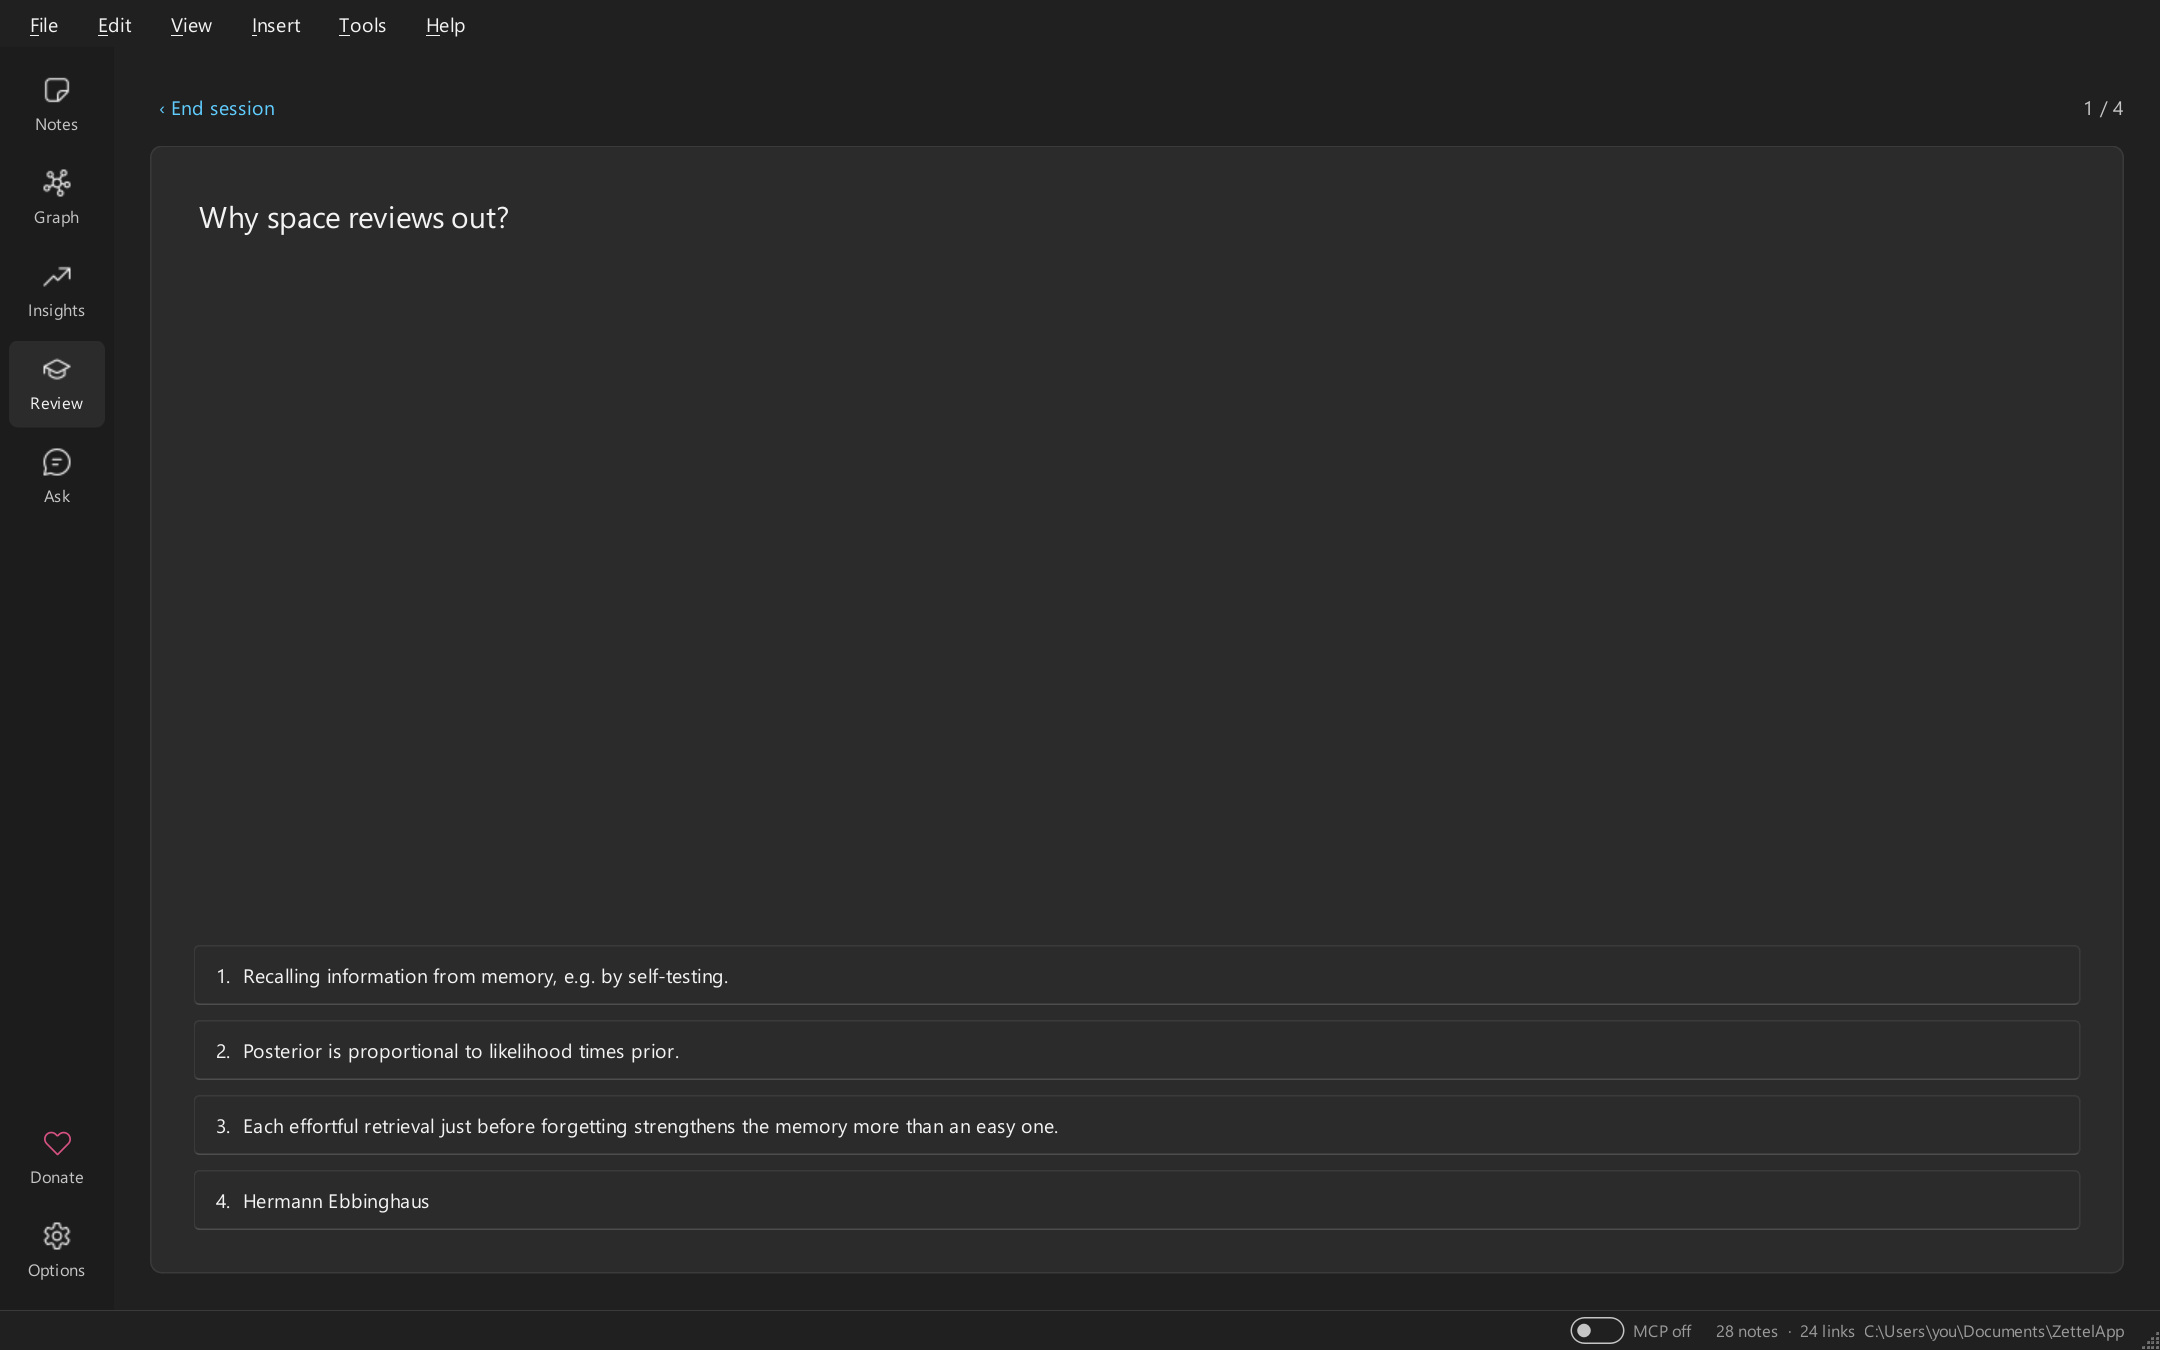 File Edit View Insert Tools Help
Notes
Graph
Insights
Review
Ask
Donate
Options
‹ End session
1 / 4
Why space reviews out?
1. Recalling information from memory, e.g. by self-testing.
2. Posterior is proportional to likelihood times prior.
3. Each effortful retrieval just before forgetting strengthens the memory more than an easy one.
4. Hermann Ebbinghaus
MCP off 28 notes · 24 links C:\Users\you\Documents\ZettelApp